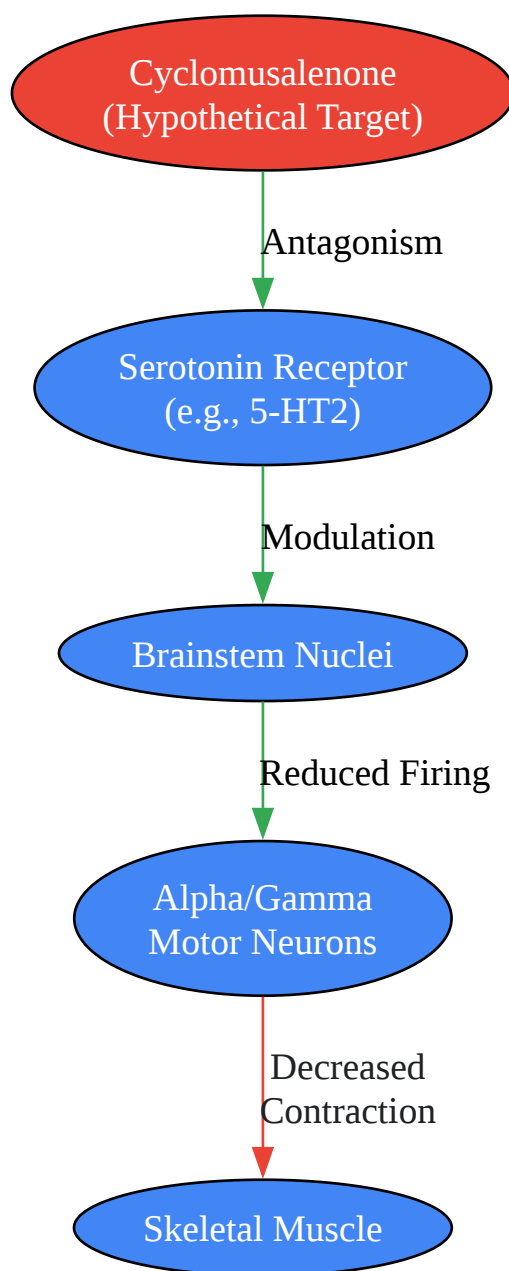 Cyclomusalenone
(Hypothetical Target)
Antagonism
Serotonin Receptor
(e.g., 5-HT2)
Modulation
Brainstem Nuclei
Reduced Firing
Alpha/Gamma
Motor Neurons
Decreased
Contraction
Skeletal Muscle